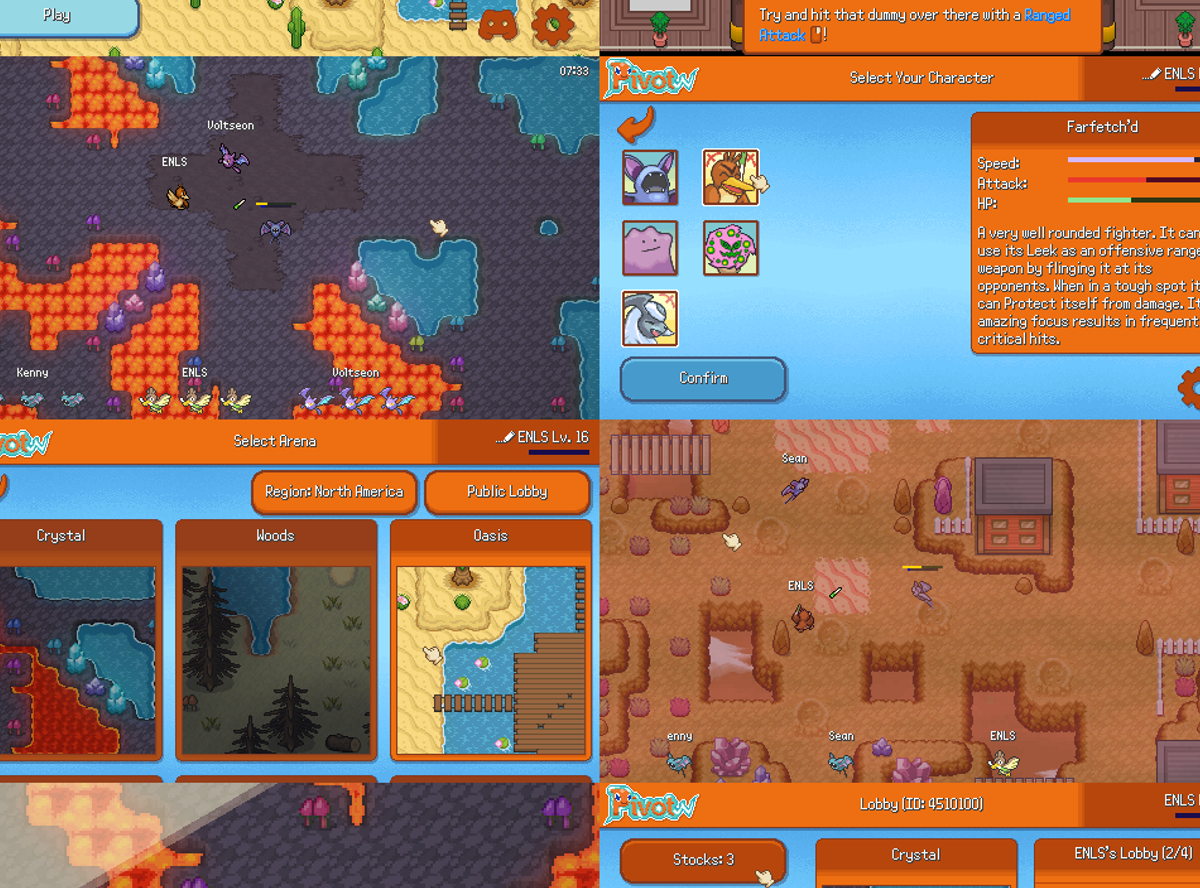 Play
Try and hit that dummy over there with a Ranged
Attack !
07:33
Voltseon
ENLS
Kenny
ENLS
Voltseon
Pivotw
Select Your Character
... ENLS
Farfetch'd
Speed:
Attack:
HP:
A very well rounded fighter. It can
use its Leek as an offensive range
weapon by flinging it at its
opponents. When in a tough spot it
can Protect itself from damage. It
amazing focus results in frequent
critical hits.
Confirm
Select Arena
... ENLS Lv. 16
Region: North America
Public Lobby
Crystal
Woods
Oasis
Sean
ENLS
enny
Sean
ENLS
Pivotw
Lobby (ID: 4510100)
ENLS
Stocks: 3
Crystal
ENLS's Lobby (2/4)